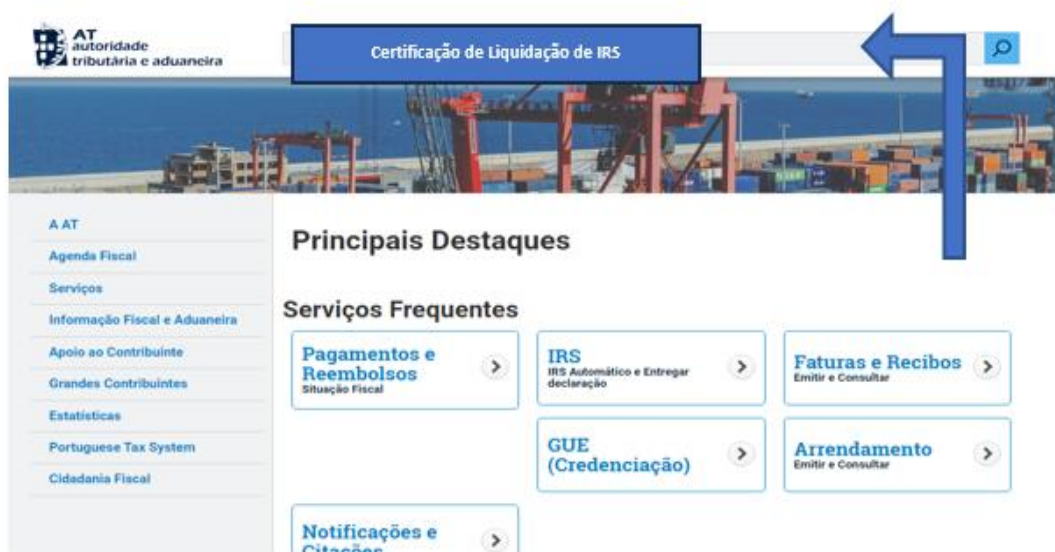 AT
autoridade
tributária e aduaneira
Certificação de Liquidação de IRS
A AT
Agenda Fiscal
Serviços
Informação Fiscal e Aduaneira
Apoio ao Contribuinte
Grandes Contribuintes
Estatísticas
Portuguese Tax System
Cidadania Fiscal
Principais Destaques
Serviços Frequentes
Pagamentos e
Reembolsos
Situação Fiscal
IRS
IRS Automático e Entregar
declaração
Faturas e Recibos
Emitir e Consultar
GUE
(Credenciação)
Arrendamento
Emitir e Consultar
Notificações e
Citações